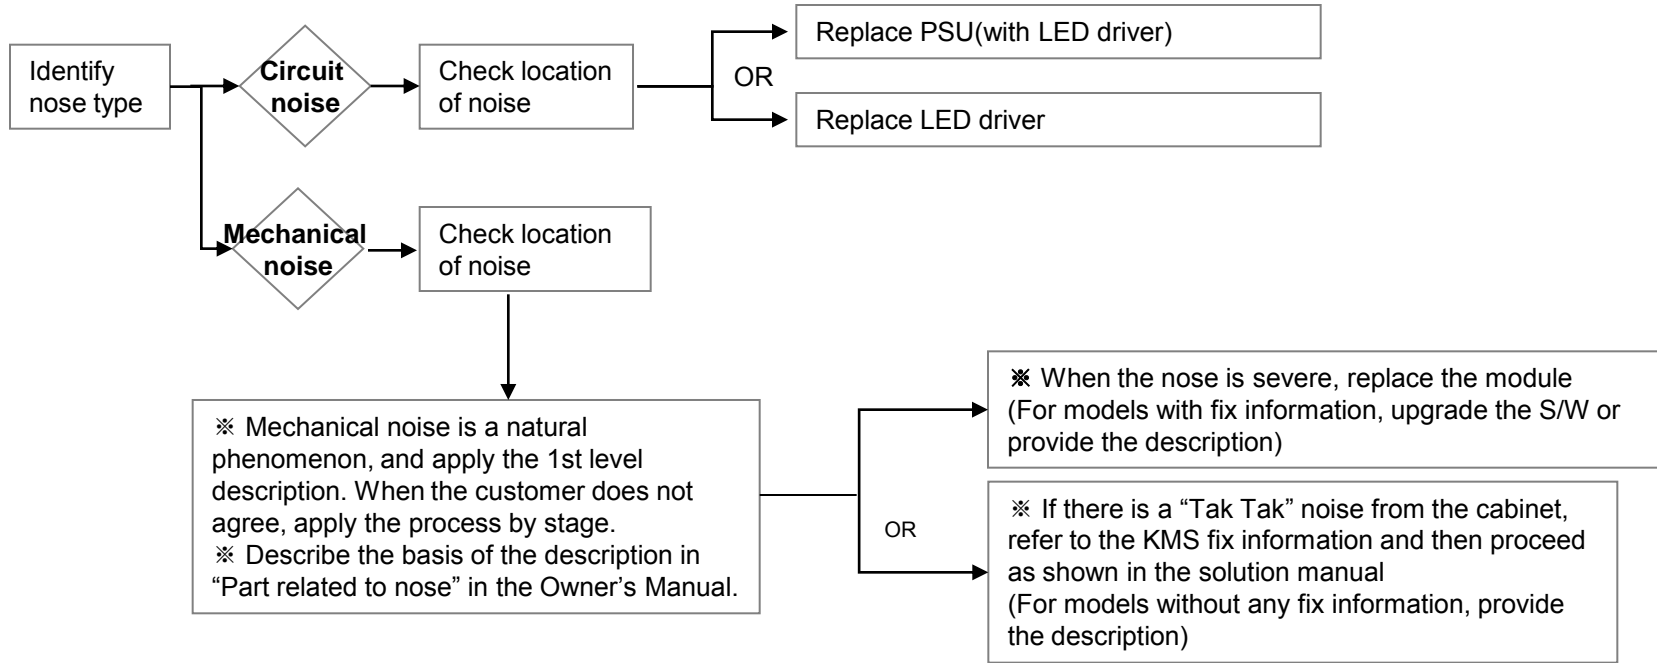 Identify
nose type
Circuit
noise
Check location
of noise
Replace PSU(with LED driver)
OR
Replace LED driver
Mechanical
noise
Check location
of noise
※ Mechanical noise is a natural
phenomenon, and apply the 1st level
description. When the customer does not
agree, apply the process by stage.
※ Describe the basis of the description in
“Part related to nose” in the Owner’s Manual.
OR
※ When the nose is severe, replace the module
(For models with fix information, upgrade the S/W or
provide the description)
※ If there is a “Tak Tak” noise from the cabinet,
refer to the KMS fix information and then proceed
as shown in the solution manual
(For models without any fix information, provide
the description)